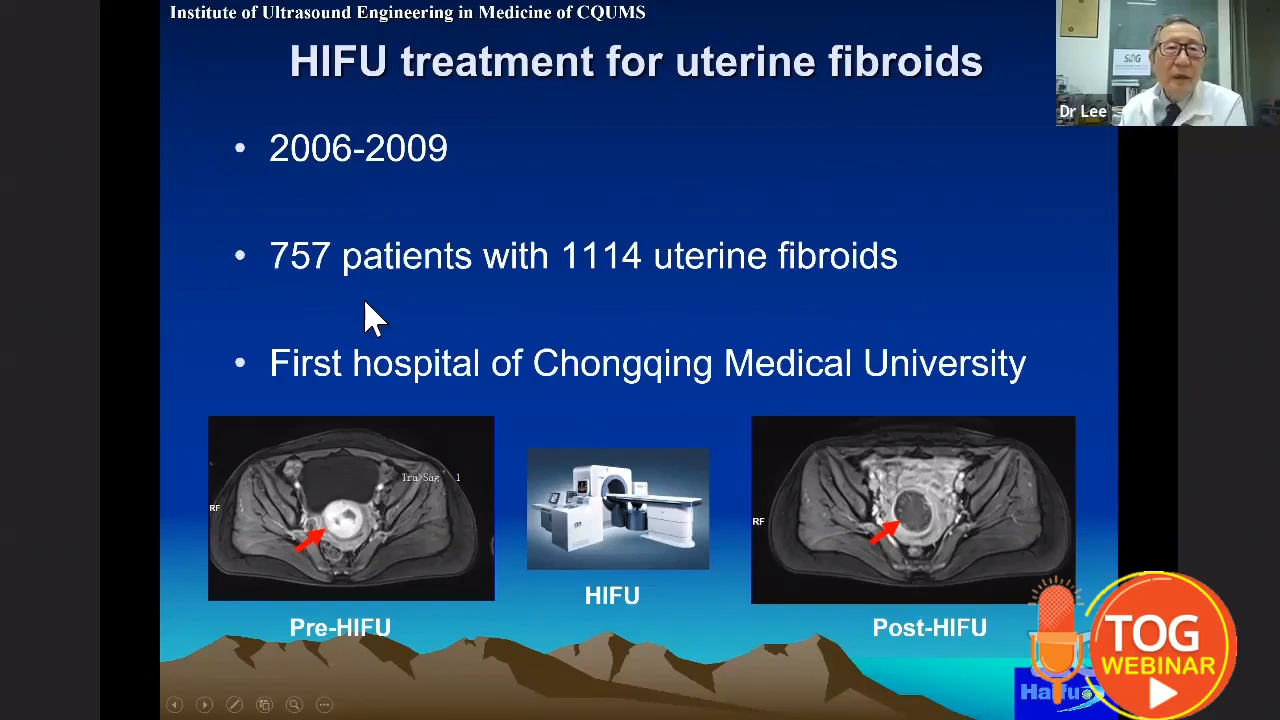 Institute of Ultrasound Engineering in Medicine of CQUMS
HIFU treatment for uterine fibroids
SOG
Dr Lee
• 2006-2009
• 757 patients with 1114 uterine fibroids
• First hospital of Chongqing Medical University
Tra>Sag 1
RF
RF
HIFU
Pre-HIFU
Post-HIFU
TOG
WEBINAR